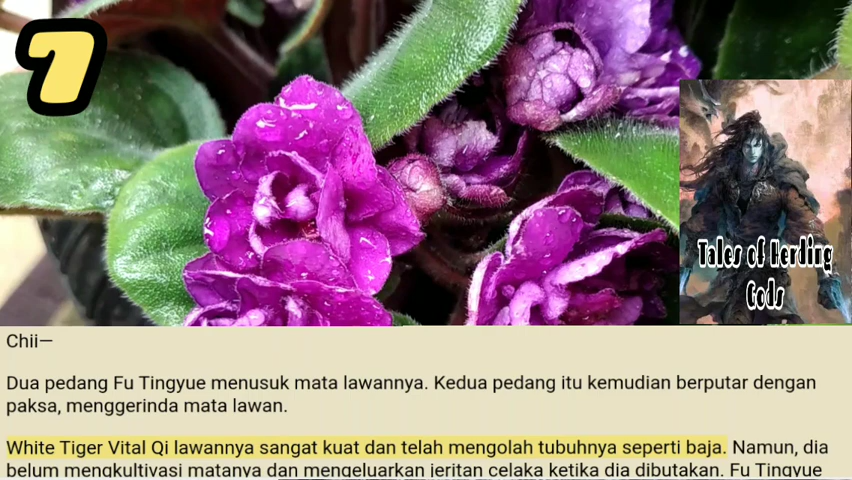 7
Tales of Herding
Gods
Chii—
Dua pedang Fu Tingyue menusuk mata lawannya. Kedua pedang itu kemudian berputar dengan
paksa, menggerinda mata lawan.
White Tiger Vital Qi lawannya sangat kuat dan telah mengolah tubuhnya seperti baja. Namun, dia
belum mengkultivasi matanya dan mengeluarkan jeritan celaka ketika dia dibutakan. Fu Tingyue